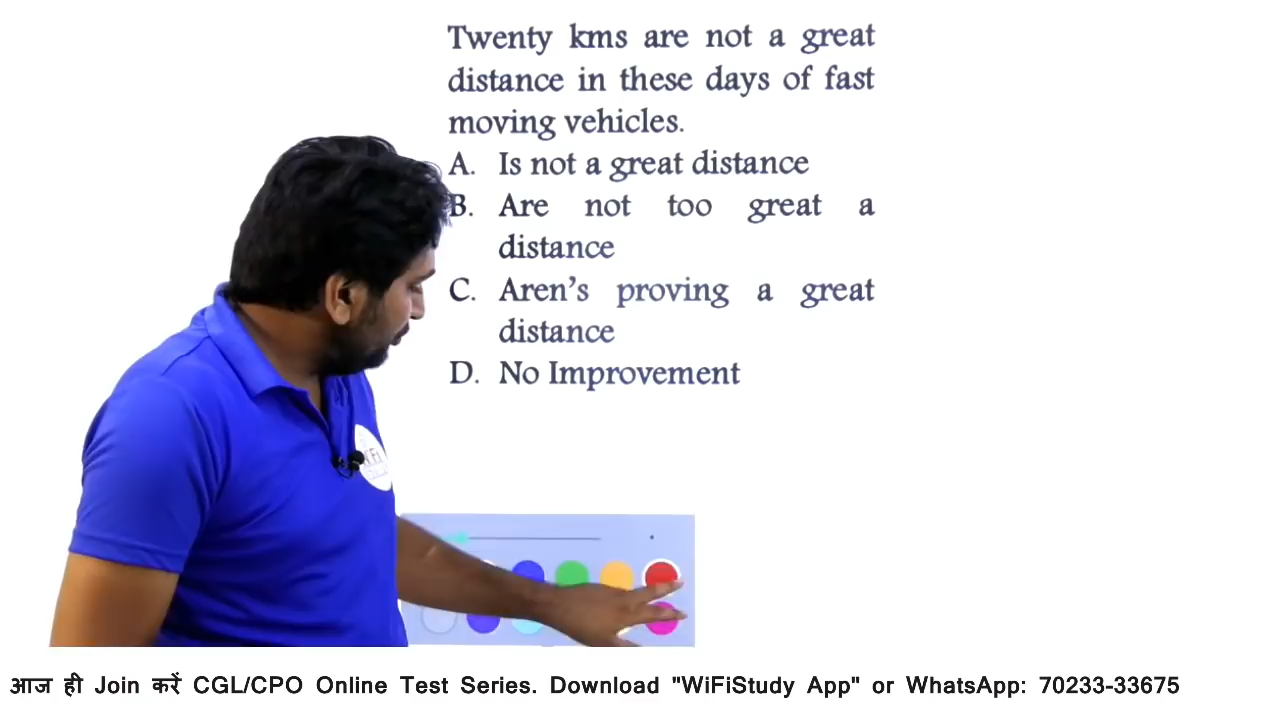 Twenty kms are not a great
distance in these days of fast
moving vehicles.
A. Is not a great distance
B. Are not too great a
distance
C. Aren's proving a great
distance
D. No Improvement
आज ही Join करें CGL/CPO Online Test Series. Download "WiFiStudy App" or WhatsApp: 70233-33675